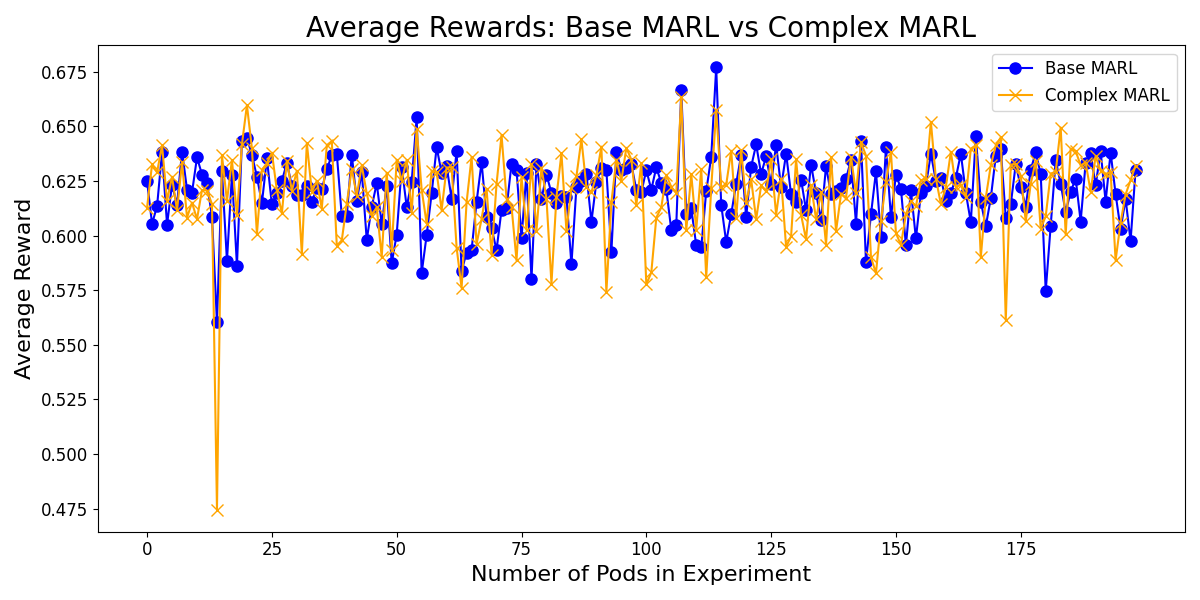 Average Rewards: Base MARL vs Complex MARL
Base MARL
Complex MARL
Average Reward
0.675
0.650
0.625
0.600
0.575
0.550
0.525
0.500
0.475
0 25 50 75 100 125 150 175
Number of Pods in Experiment